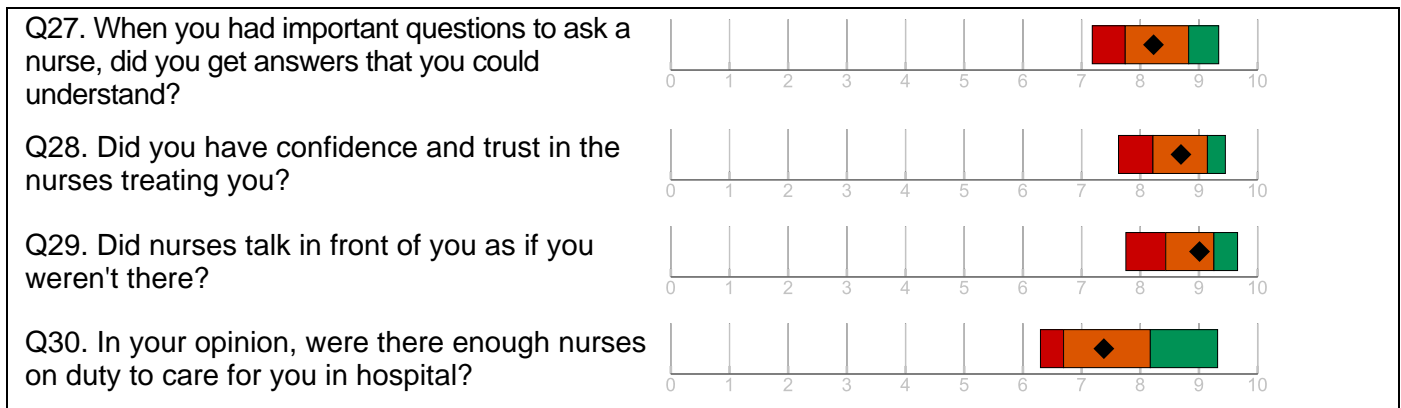 Q27. When you had important questions to ask a
nurse, did you get answers that you could
understand?
0 1 2 3 4 5 6 7 8 9 10
Q28. Did you have confidence and trust in the
nurses treating you?
0 1 2 3 4 5 6 7 8 9 10
Q29. Did nurses talk in front of you as if you
weren't there?
0 1 2 3 4 5 6 7 8 9 10
Q30. In your opinion, were there enough nurses
on duty to care for you in hospital?
0 1 2 3 4 5 6 7 8 9 10